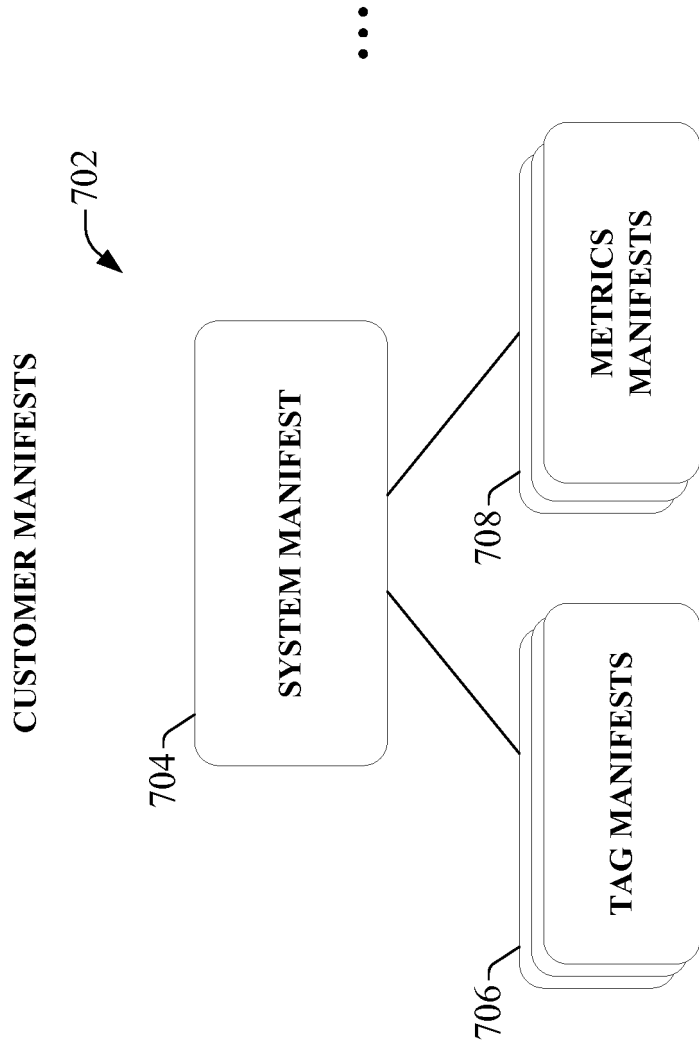 CUSTOMER MANIFESTS
702
704
SYSTEM MANIFEST
706
TAG MANIFESTS
708
METRICS
MANIFESTS